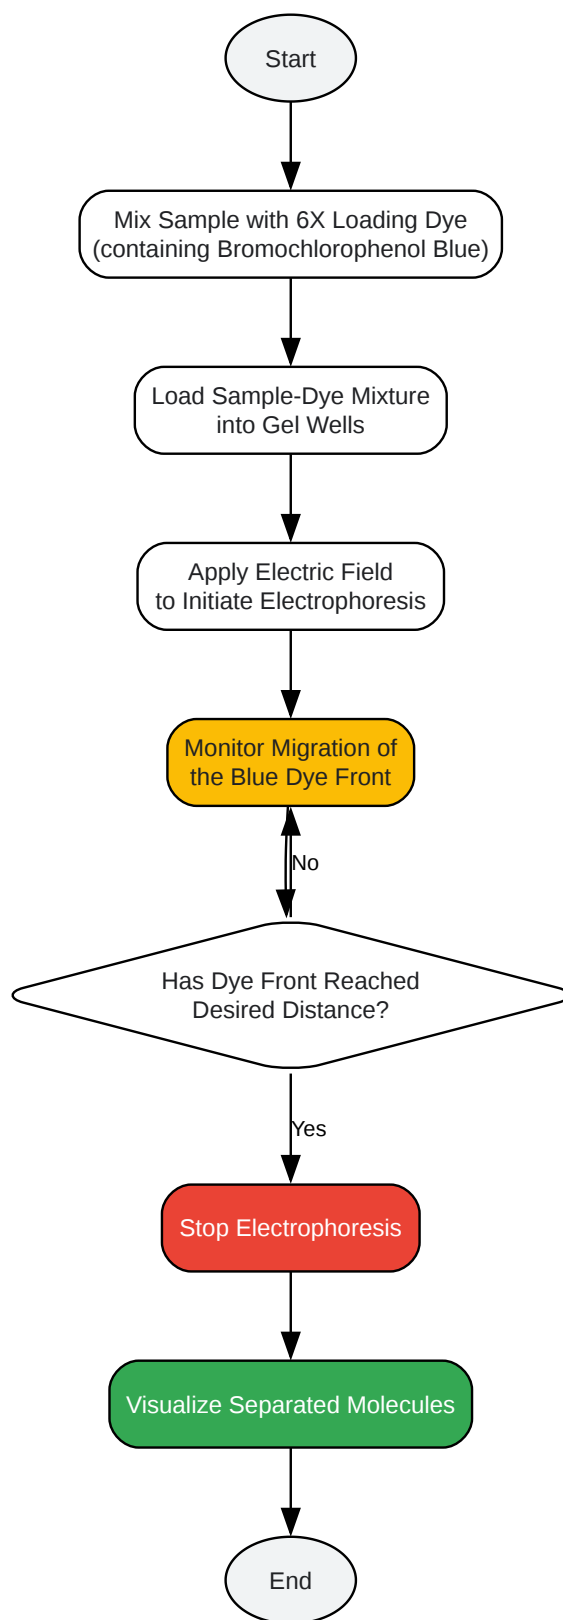 Start
Mix Sample with 6X Loading Dye
(containing Bromochlorophenol Blue)
Load Sample-Dye Mixture
into Gel Wells
Apply Electric Field
to Initiate Electrophoresis
Monitor Migration of
the Blue Dye Front
No
Has Dye Front Reached
Desired Distance?
Yes
Stop Electrophoresis
Visualize Separated Molecules
End